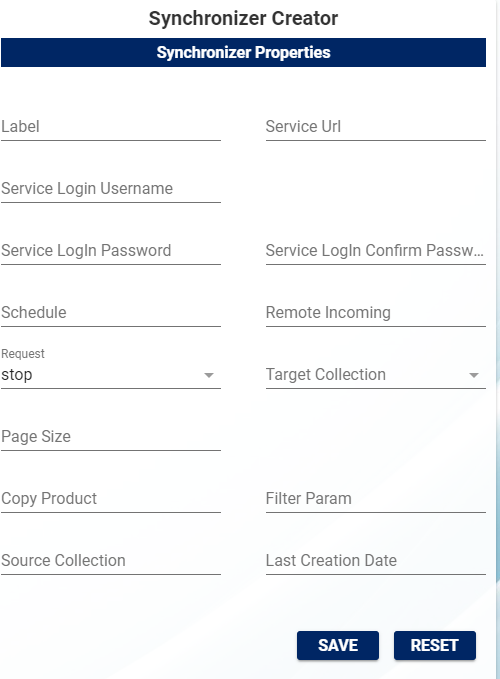 Synchronizer Creator
Synchronizer Properties
Label
Service Url
Service Login Username
Service LogIn Password
Service LogIn Confirm Passw...
Schedule
Remote Incoming
Request
stop
Target Collection
Page Size
Copy Product
Filter Param
Source Collection
Last Creation Date
SAVE
RESET